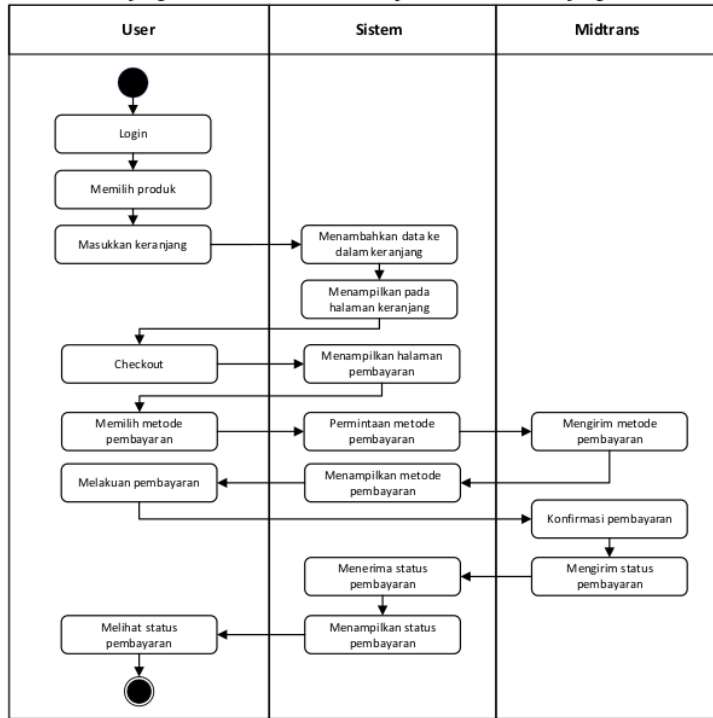 User
Sistem
Midtrans
Login
Memilih produk
Masukkan keranjang
Menambahkan data ke
dalam keranjang
Menampilkan pada
halaman keranjang
Checkout
Menampilkan halaman
pembayaran
Memilih metode
pembayaran
Permintaan metode
pembayaran
Mengirim metode
pembayaran
Melakuan pembayaran
Menampilkan metode
pembayaran
Konfirmasi pembayaran
Menerima status
pembayaran
Mengirim status
pembayaran
Melihat status
pembayaran
Menampilkan status
pembayaran